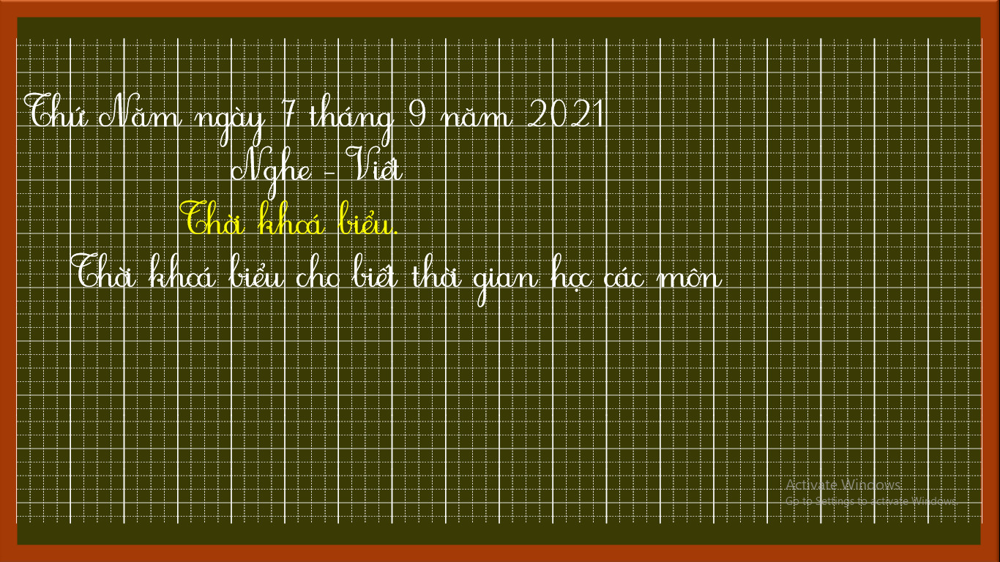 Thứ Năm ngày 7 tháng 9 năm 2021
Nghe - Viết
Thời khoá biểu.
Thời khoá biểu cho biết thời gian học các môn
Activate Windows
Go to Settings to activate Windows.